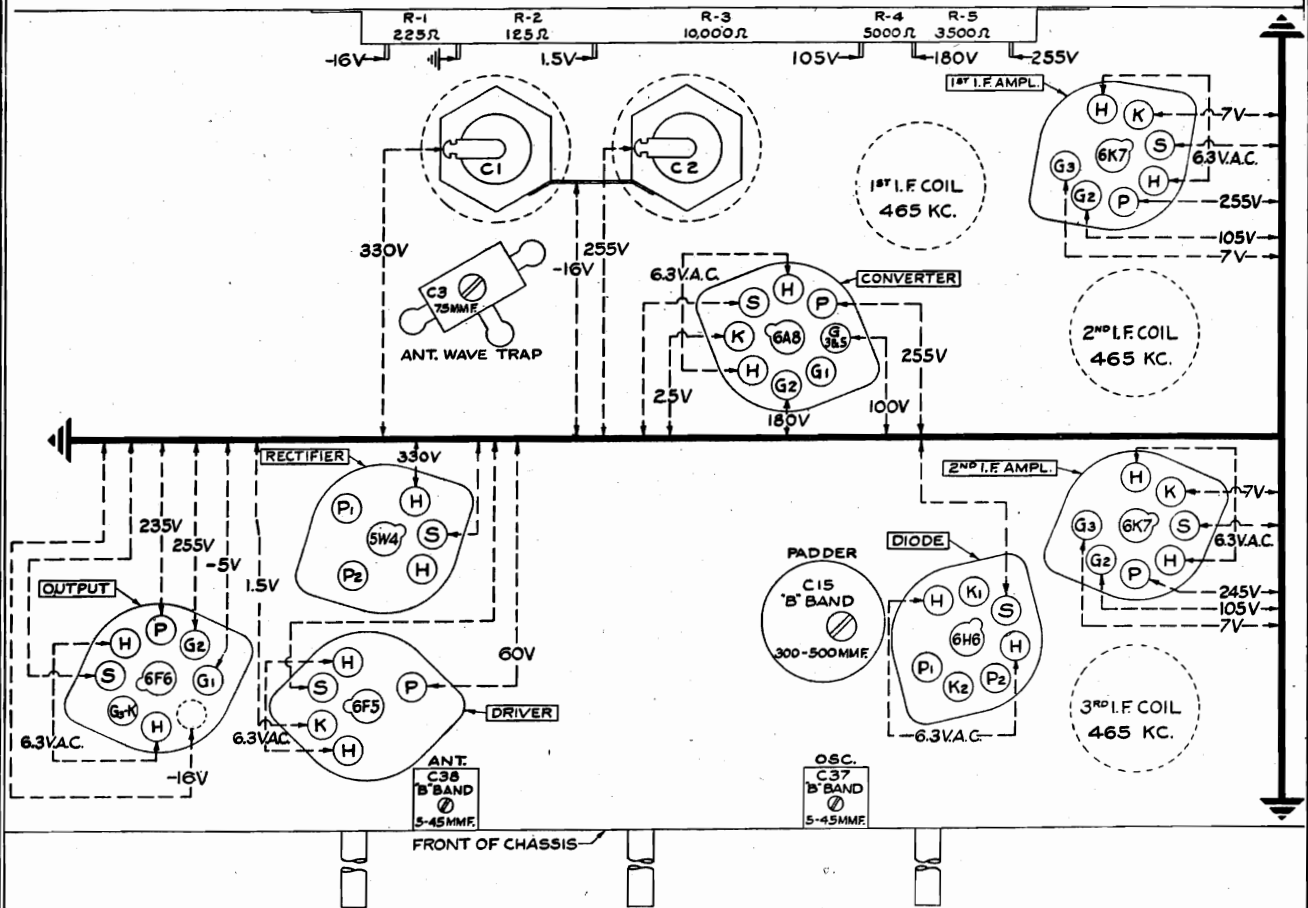 R-1
225Ω
R-2
125Ω
R-3
10,000Ω
R-4
5000Ω
R-5
3500Ω
-16V
1.5V
105V
180V
255V
C1
C2
330V
-16V
255V
1ST I.F. COIL
465 KC.
1ST I.F. AMPL.
H
K
S
H
P
G2
G3
6K7
7V
6.3V.A.C.
255V
105V
7V
C3
75MMF.
ANT. WAVE TRAP
6.3V.A.C.
CONVERTER
H
S
P
K
6A8
G
3&5
H
G2
G1
25V
180V
100V
255V
2ND I.F. COIL
465 KC.
RECTIFIER
330V
P1
H
5W4
S
P2
H
2ND I.F. AMPL.
H
K
G3
6K7
S
G2
P
H
7V
6.3V.A.C.
245V
105V
7V
235V
255V
-5V
1.5V
OUTPUT
H
P
G2
S
6F6
G1
G3-K
H
6.3V.A.C.
-16V
60V
H
S
6F5
P
K
H
6.3V.A.C.
DRIVER
PADDER
C15
"B" BAND
300-500MMF.
DIODE
H
K1
S
6H6
H
P1
K2
P2
6.3V.A.C.
3RD I.F. COIL
465 KC.
ANT.
C38
"B" BAND
5-45MMF.
OSC.
C37
"B" BAND
5-45MMF.
FRONT OF CHASSIS